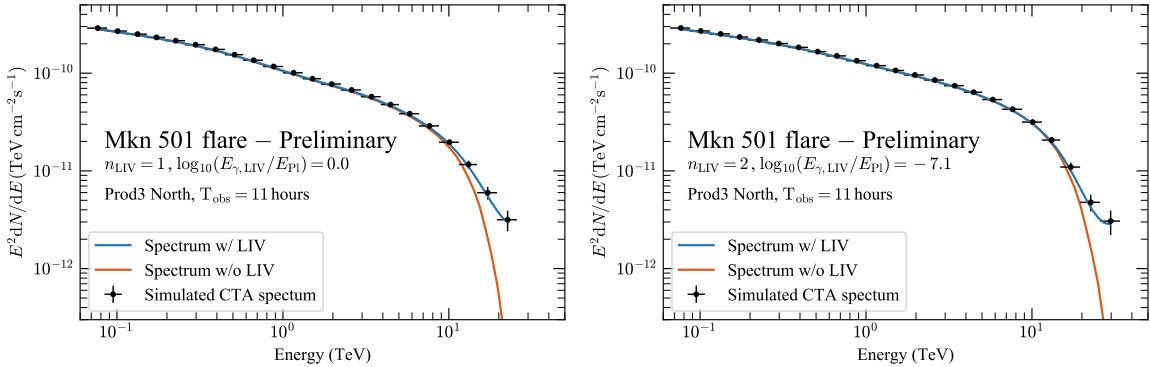 E²dN/dE (TeV cm⁻²s⁻¹)
10⁻¹⁰
10⁻¹¹
10⁻¹²
Mkn 501 flare − Preliminary
n_LIV = 1, log₁₀(E_γ,LIV/E_Pl) = 0.0
Prod3 North, T_obs = 11 hours
Spectrum w/ LIV
Spectrum w/o LIV
Simulated CTA spectum
10⁻¹ 10⁰ 10¹
Energy (TeV)
E²dN/dE (TeV cm⁻²s⁻¹)
10⁻¹⁰
10⁻¹¹
10⁻¹²
Mkn 501 flare − Preliminary
n_LIV = 2, log₁₀(E_γ,LIV/E_Pl) = −7.1
Prod3 North, T_obs = 11 hours
Spectrum w/ LIV
Spectrum w/o LIV
Simulated CTA spectum
10⁻¹ 10⁰ 10¹
Energy (TeV)